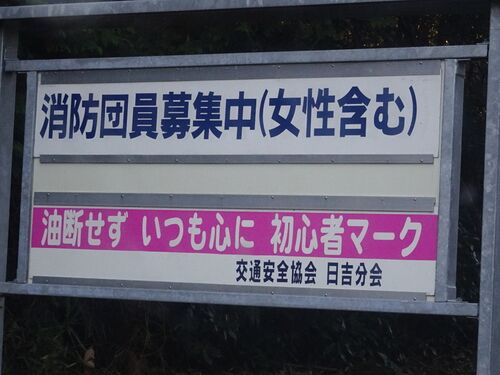 消防団員募集中(女性含む)
油断せず いつも心に 初心者マーク
交通安全協会 日吉分会